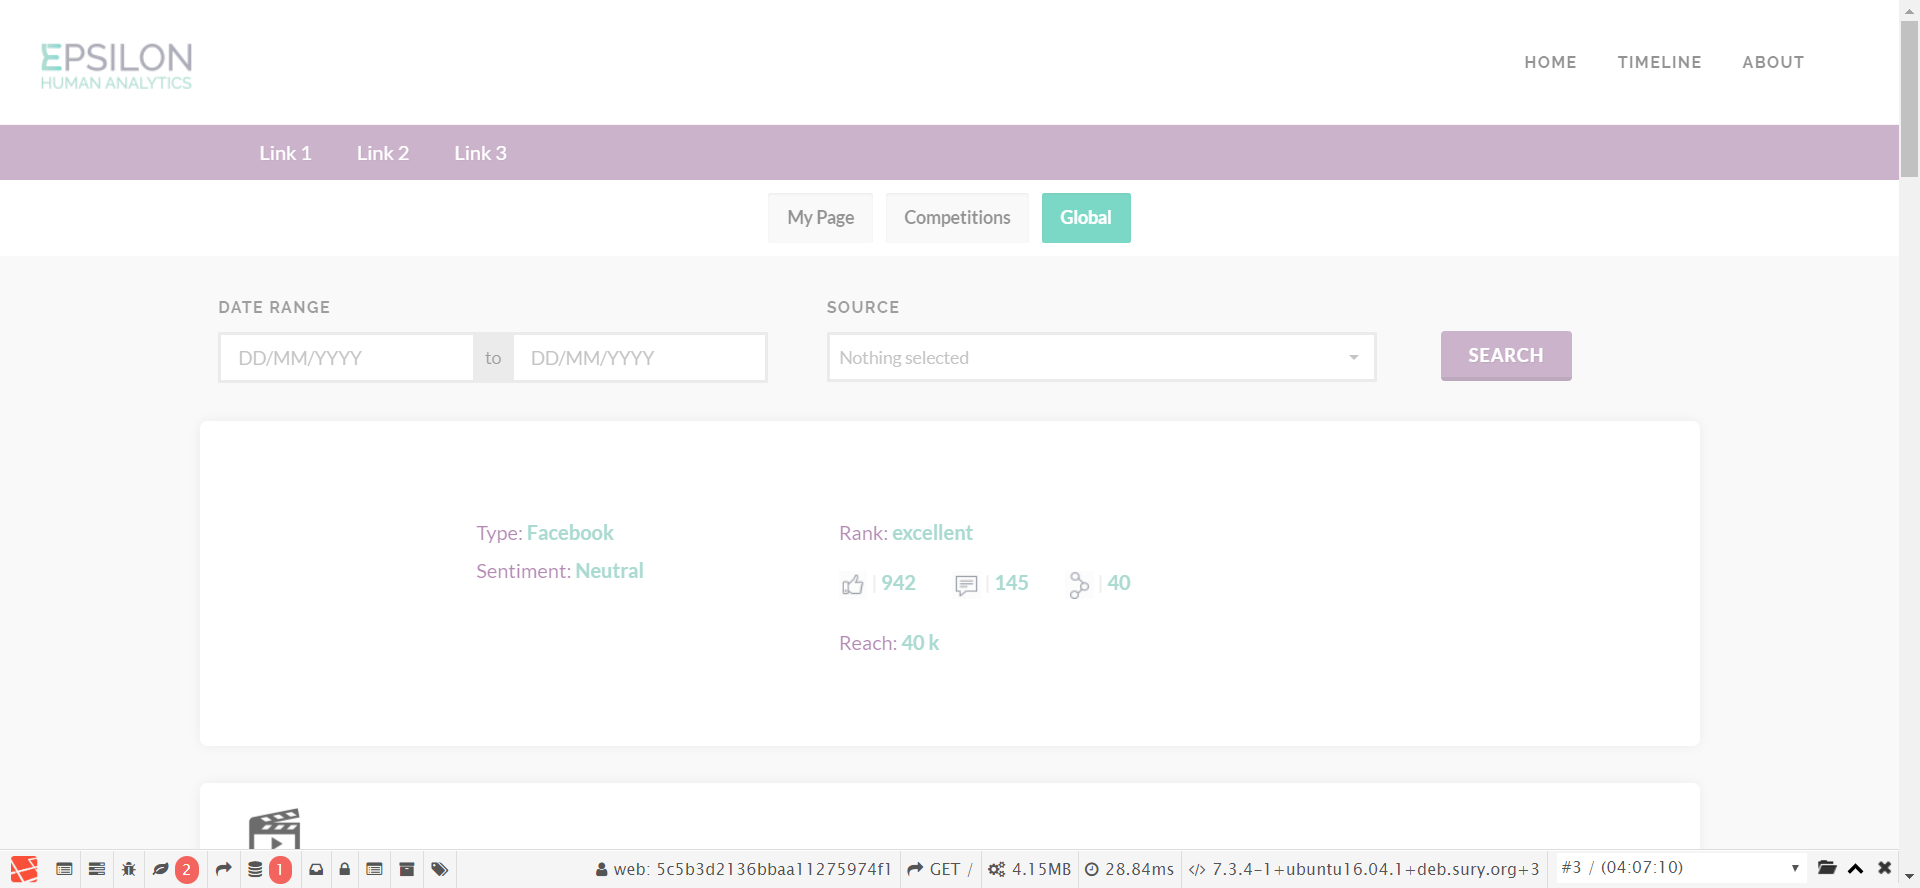 EPSILON
HUMAN ANALYTICS
HOME TIMELINE ABOUT
Link 1 Link 2 Link 3
My Page Competitions Global
DATE RANGE SOURCE
DD/MM/YYYY to DD/MM/YYYY Nothing selected SEARCH
Type: Facebook Rank: excellent
Sentiment: Neutral
942 145 40
Reach: 40 k
2 1 web: 5c5b3d2136bbaa11275974f1 GET / 4.15MB 28.84ms </> 7.3.4-1+ubuntu16.04.1+deb.sury.org+3 #3 / (04:07:10)